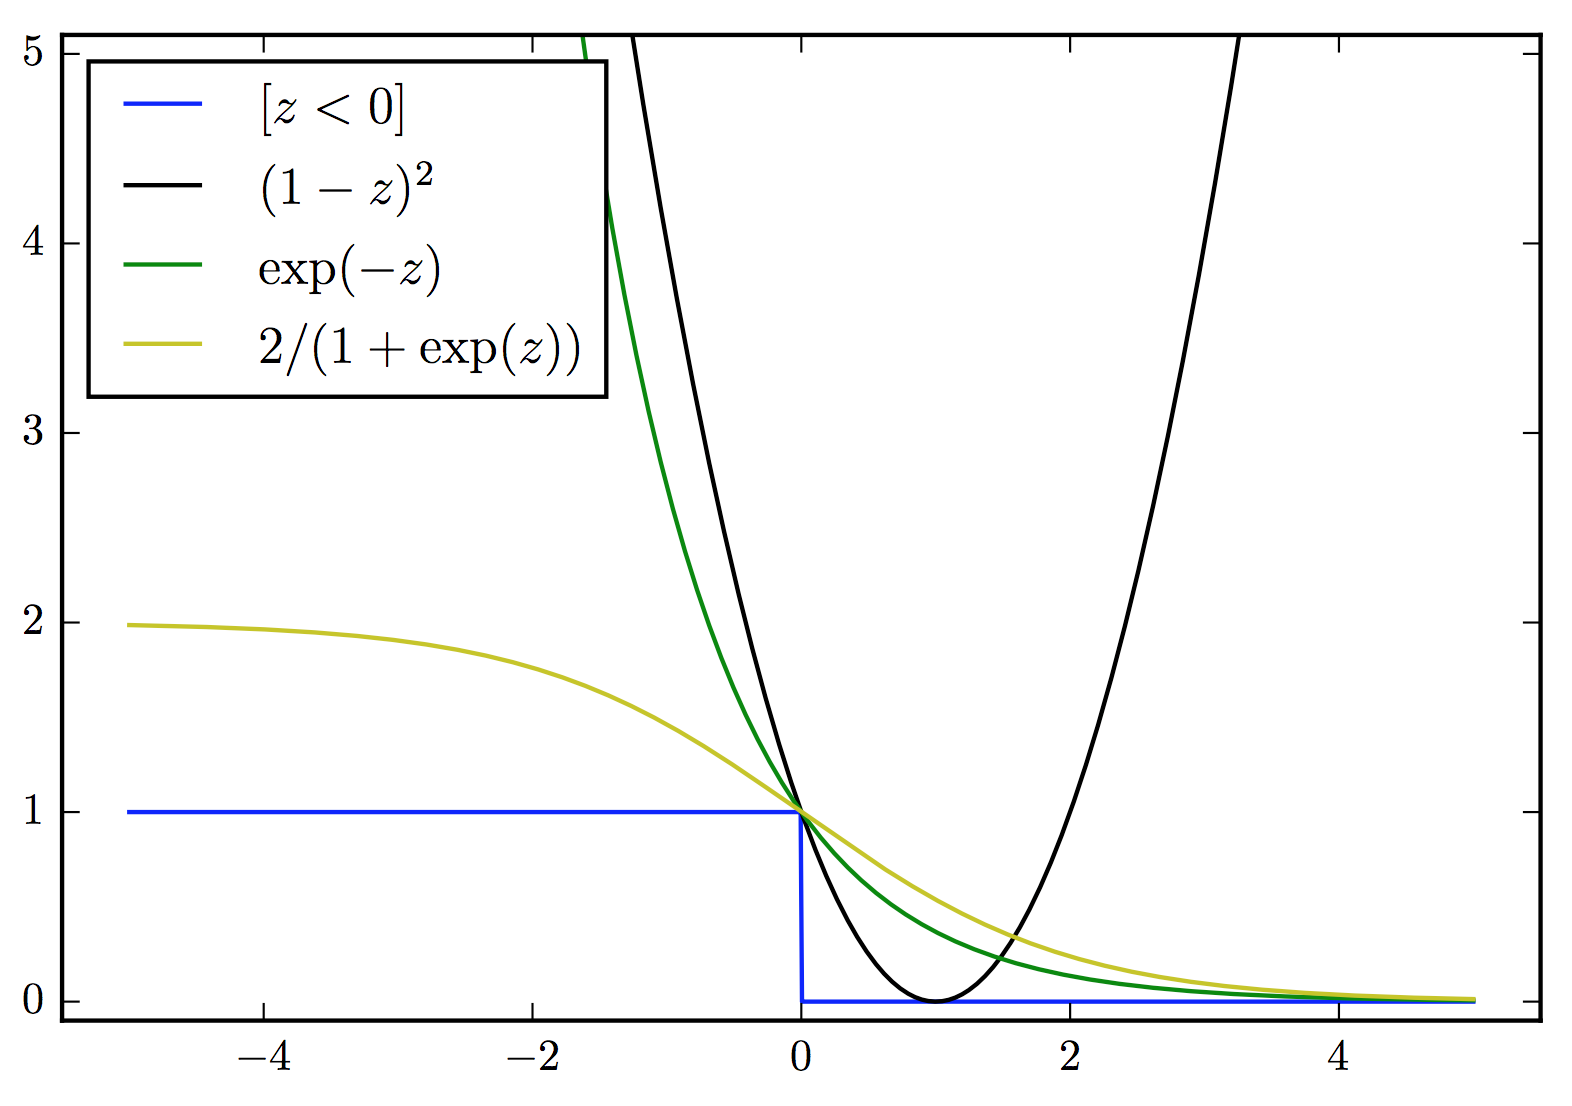 5
4
3
2
1
0
[z < 0]
(1 − z)²
exp(−z)
2/(1 + exp(z))
−4 −2 0 2 4